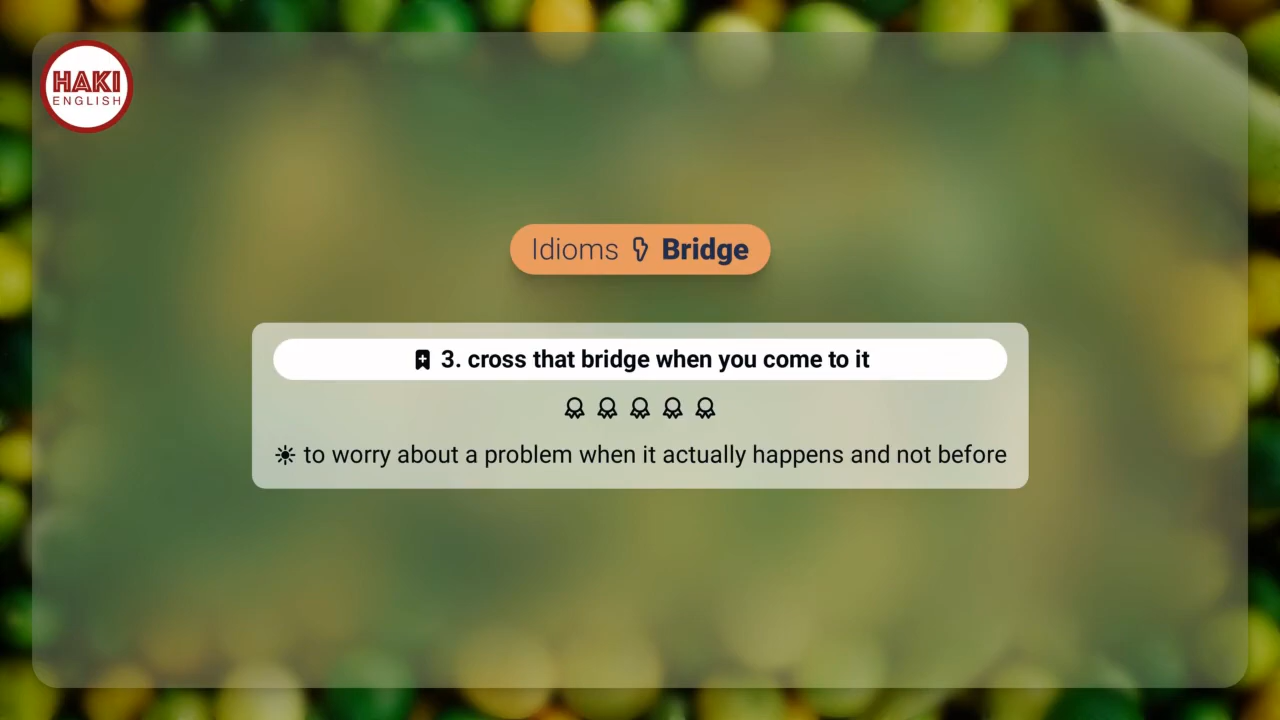 HAKI
ENGLISH
Idioms Bridge
3. cross that bridge when you come to it
to worry about a problem when it actually happens and not before